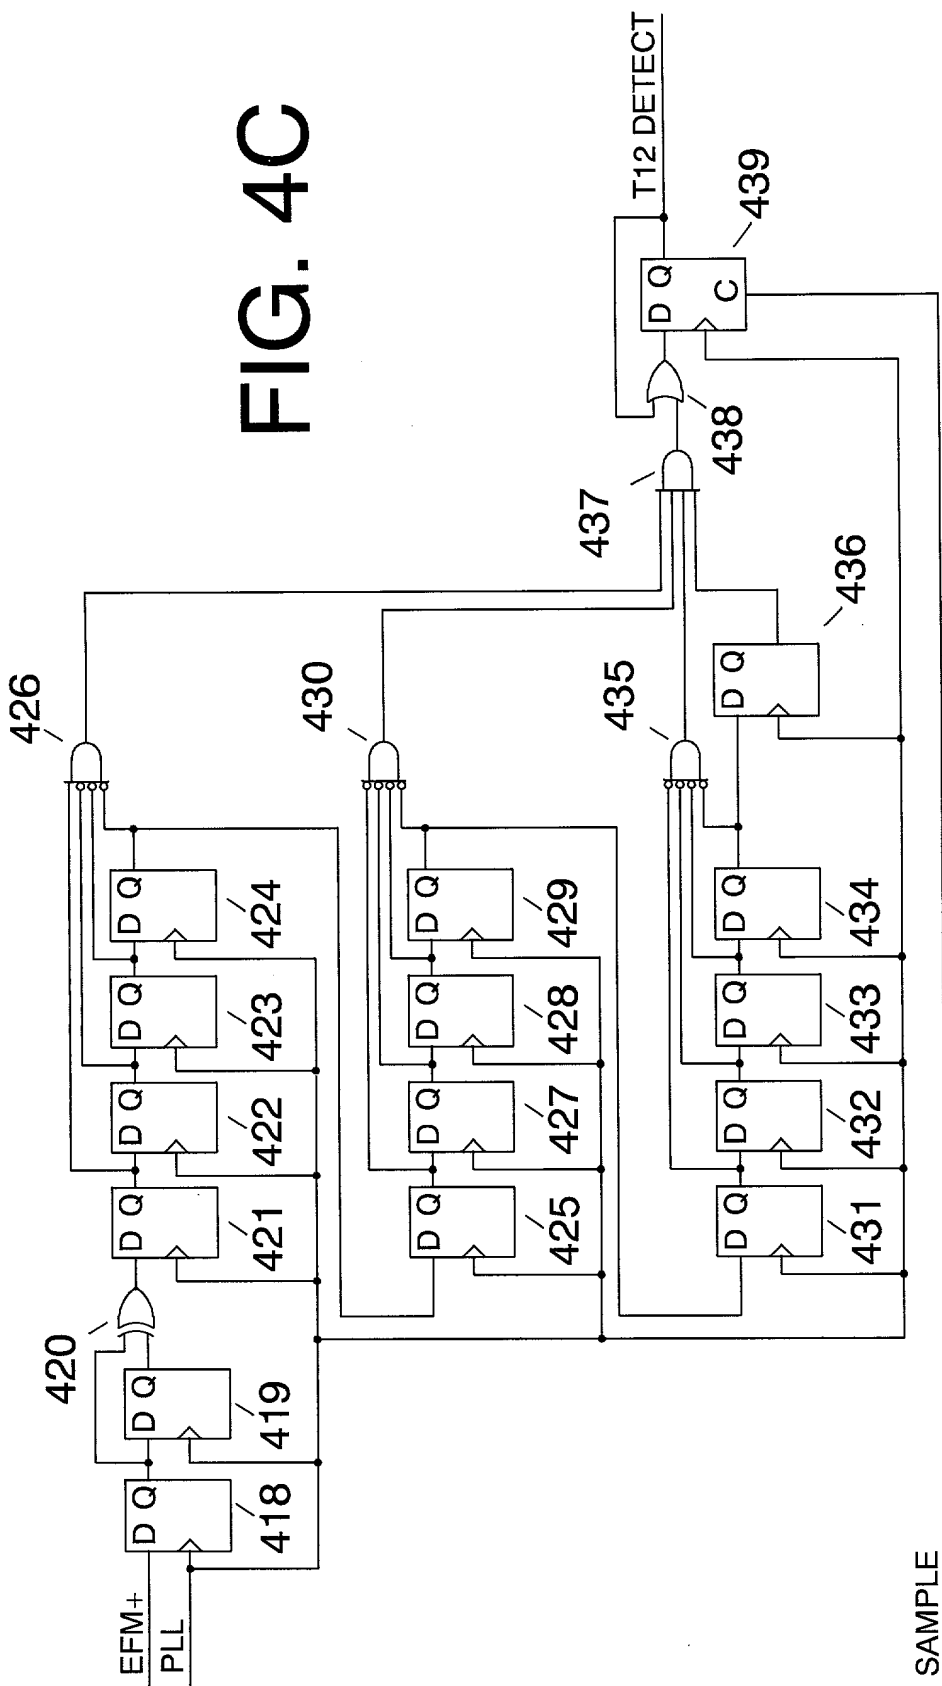 FIG. 4C
EFM+
PLL
SAMPLE
T12 DETECT
D Q
418
D Q
419
420
D Q
421
D Q
422
D Q
423
D Q
424
426
D Q
425
D Q
427
D Q
428
D Q
429
430
D Q
431
D Q
432
D Q
433
D Q
434
435
D Q
436
437
438
D Q
C
439